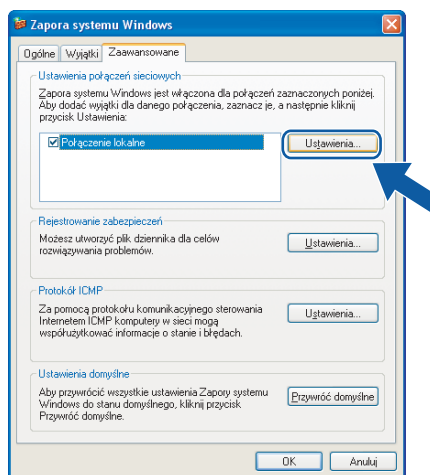 Zapora systemu Windows
Ogólne Wyjątki Zaawansowane
Ustawienia połączeń sieciowych
Zapora systemu Windows jest włączona dla połączeń zaznaczonych poniżej.
Aby dodać wyjątki dla danego połączenia, zaznacz je, a następnie kliknij
przycisk Ustawienia:
Połączenie lokalne
Ustawienia...
Rejestrowanie zabezpieczeń
Możesz utworzyć plik dziennika dla celów
rozwiązywania problemów.
Ustawienia...
Protokół ICMP
Za pomocą protokołu komunikacyjnego sterowania
Internetem ICMP komputery w sieci mogą
współużytkować informacje o stanie i błędach.
Ustawienia...
Ustawienia domyślne
Aby przywrócić wszystkie ustawienia Zapory systemu
Windows do stanu domyślnego, kliknij przycisk
Przywróć domyślne.
Przywróć domyślne
OK Anuluj